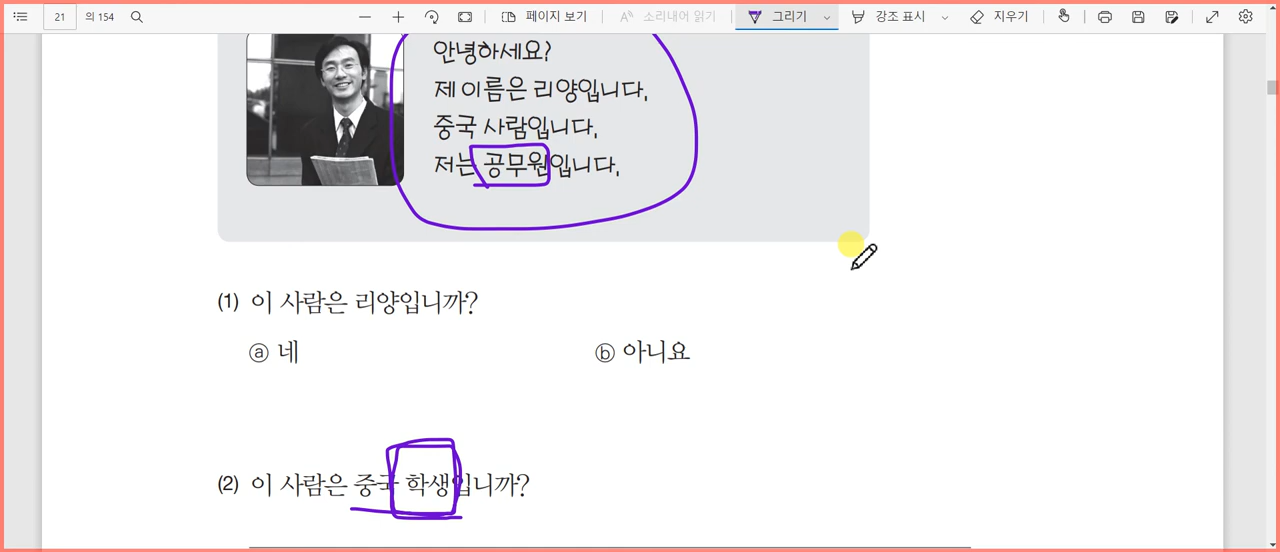 21 의 154 페이지 보기 소리내어 읽기 그리기 강조 표시 지우기
안녕하세요?
제 이름은 리양입니다.
중국 사람입니다.
저는 공무원입니다.
(1) 이 사람은 리양입니까?
ⓐ 네 ⓑ 아니요
(2) 이 사람은 중국 학생입니까?